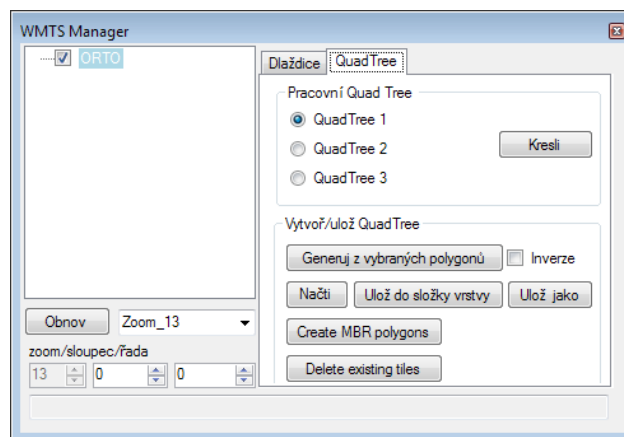 WMTS Manager
ORTO
Dlaždice QuadTree
Pracovní Quad Tree
QuadTree 1
QuadTree 2
Kresli
QuadTree 3
Vytvoř/ulož QuadTree
Generuj z vybraných polygonů Inverze
Načti Ulož do složky vrstvy Ulož jako
Create MBR polygons
Delete existing tiles
Obnov Zoom_13
zoom/sloupec/řada
13 0 0